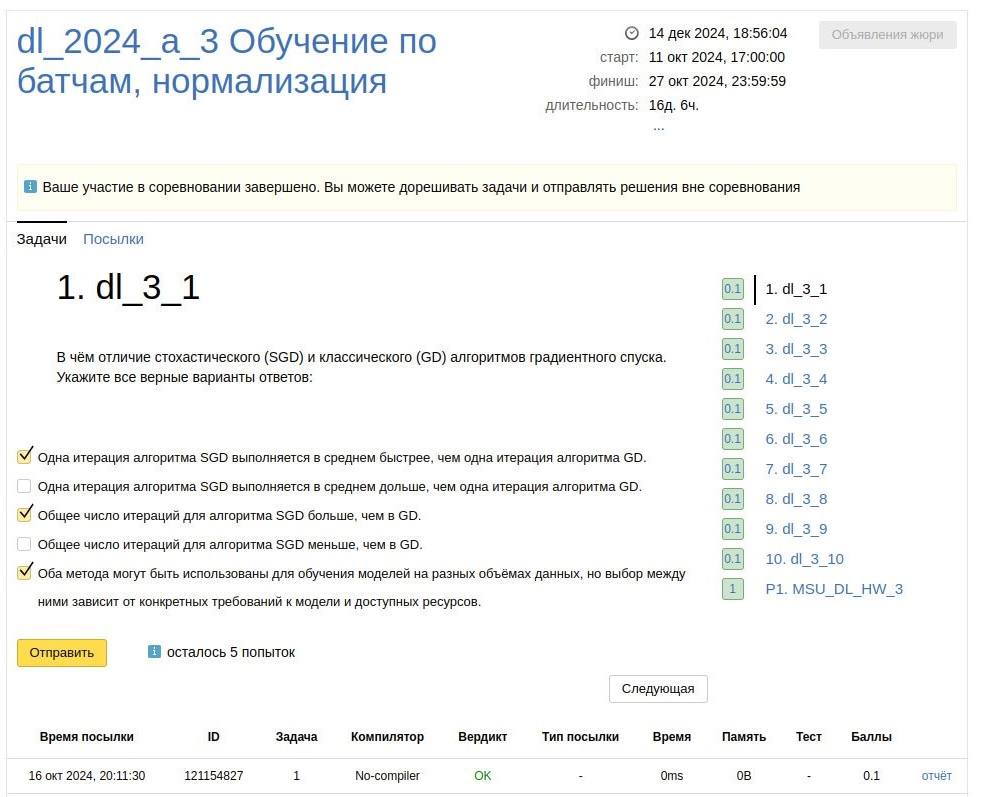 dl_2024_a_3 Обучение по
батчам, нормализация
14 дек 2024, 18:56:04
старт: 11 окт 2024, 17:00:00
финиш: 27 окт 2024, 23:59:59
длительность: 16д. 6ч.
...
Объявления жюри
Ваше участие в соревновании завершено. Вы можете дорешивать задачи и отправлять решения вне соревнования
Задачи Посылки
1. dl_3_1
В чём отличие стохастического (SGD) и классического (GD) алгоритмов градиентного спуска.
Укажите все верные варианты ответов:
Одна итерация алгоритма SGD выполняется в среднем быстрее, чем одна итерация алгоритма GD.
Одна итерация алгоритма SGD выполняется в среднем дольше, чем одна итерация алгоритма GD.
Общее число итераций для алгоритма SGD больше, чем в GD.
Общее число итераций для алгоритма SGD меньше, чем в GD.
Оба метода могут быть использованы для обучения моделей на разных объёмах данных, но выбор между
ними зависит от конкретных требований к модели и доступных ресурсов.
Отправить осталось 5 попыток
Следующая
0.1 1. dl_3_1
0.1 2. dl_3_2
0.1 3. dl_3_3
0.1 4. dl_3_4
0.1 5. dl_3_5
0.1 6. dl_3_6
0.1 7. dl_3_7
0.1 8. dl_3_8
0.1 9. dl_3_9
0.1 10. dl_3_10
1 P1. MSU_DL_HW_3
Время посылки ID Задача Компилятор Вердикт Тип посылки Время Память Тест Баллы
16 окт 2024, 20:11:30 121154827 1 No-compiler OK - 0ms 0B - 0.1 отчёт